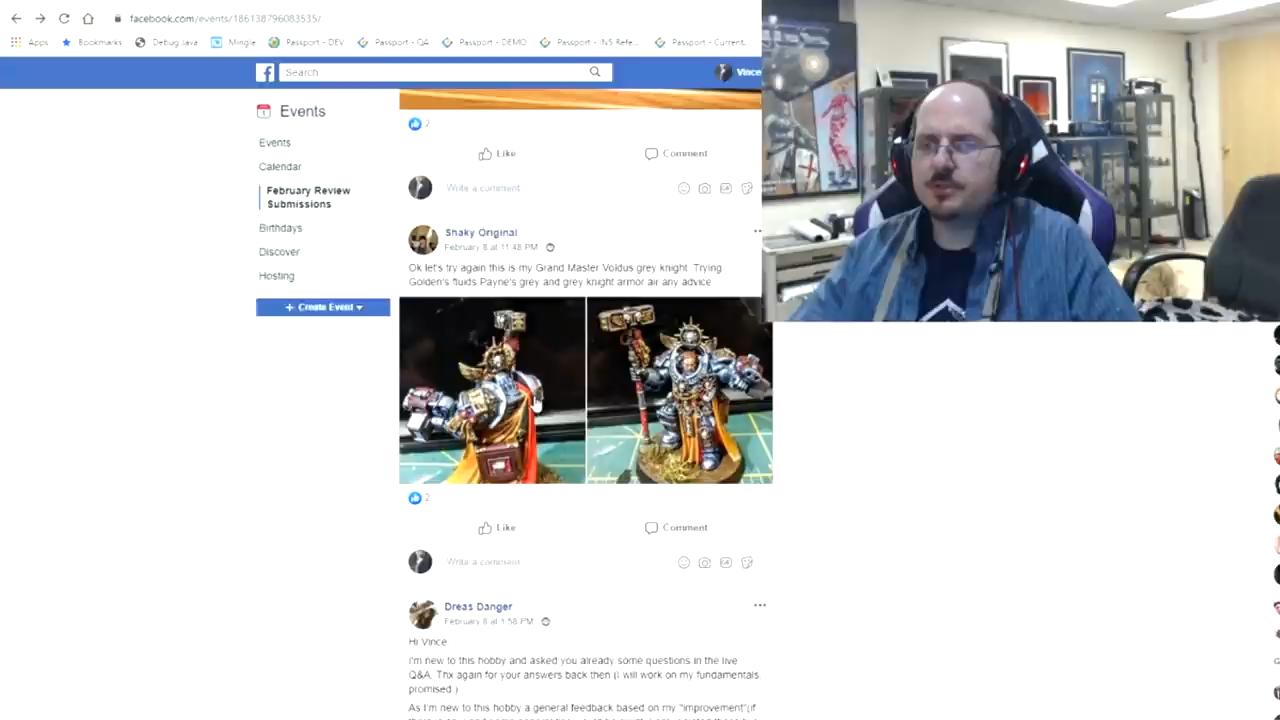 facebook.com/events/186138796083535/
Apps Bookmarks Debug Java Mingle Passport - DEV Passport - QA Passport - DEMO Passport - INS Refe... Passport - Current...
Search
Vince
Events
Events
Calendar
February Review
Submissions
Birthdays
Discover
Hosting
+ Create Event
2
Like Comment
Write a comment
Shaky Original
February 8 at 11:48 PM
Ok let's try again this is my Grand Master Voldus grey knight. Trying
Golden's fluids Payne's grey and grey knight armor air any advice
2
Like Comment
Write a comment
Dreas Danger
February 8 at 1:58 PM
Hi Vince
I'm new to this hobby and asked you already some questions in the live
Q&A. Thx again for your answers back then (I will work on my fundamentals
promised )
As I'm new to this hobby a general feedback based on my "improvement"(if